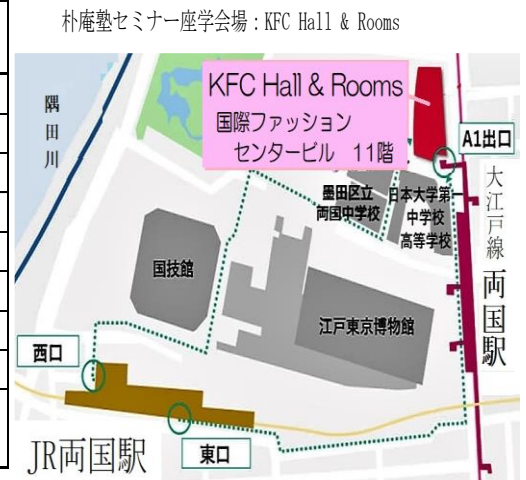 朴庵塾セミナー座学会場：KFC Hall & Rooms
KFC Hall & Rooms
国際ファッション
センタービル 11階
隅田川
A1出口
墨田区立
両国中学校
日本大学第一
中学校
高等学校
大江戸線 両国駅
国技館
江戸東京博物館
西口
東口
JR両国駅